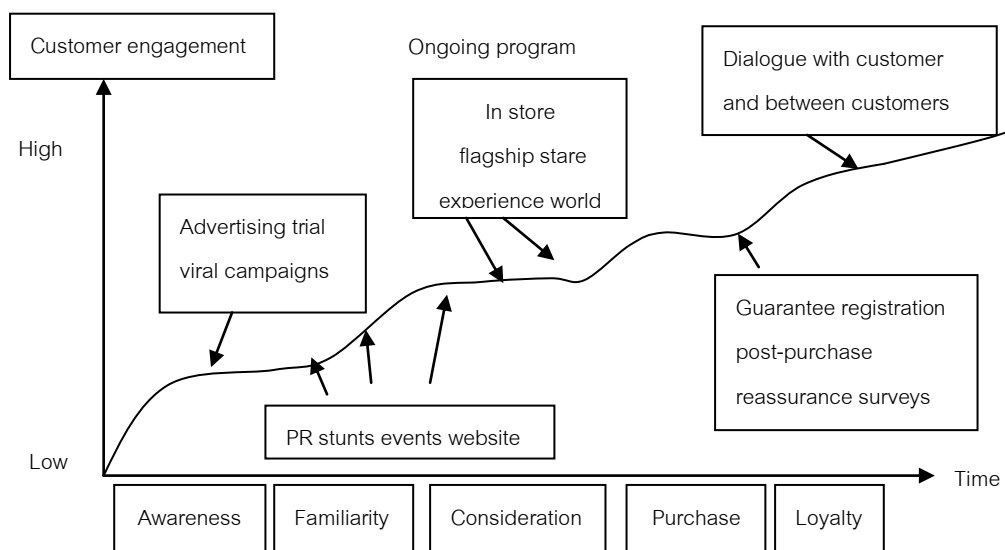 Customer engagement
Ongoing program
Dialogue with customer
and between customers
In store
flagship stare
experience world
High
Advertising trial
viral campaigns
Guarantee registration
post-purchase
reassurance surveys
PR stunts events website
Low
Time
Awareness
Familiarity
Consideration
Purchase
Loyalty